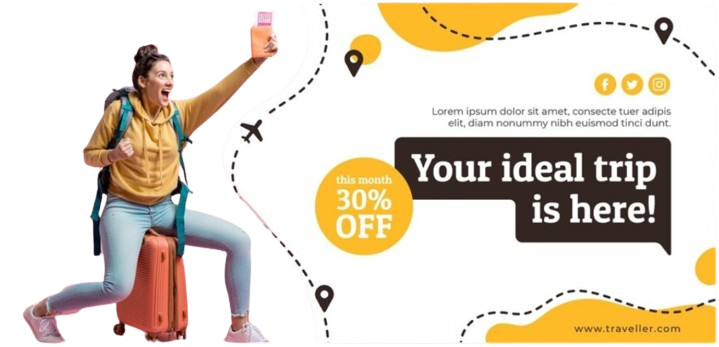 Lorem ipsum dolor sit amet, consecte tuer adipis
elit, diam nonummy nibh euismod tinci dunt.
Your ideal trip
is here!
this month
30%
OFF
www.traveller.com